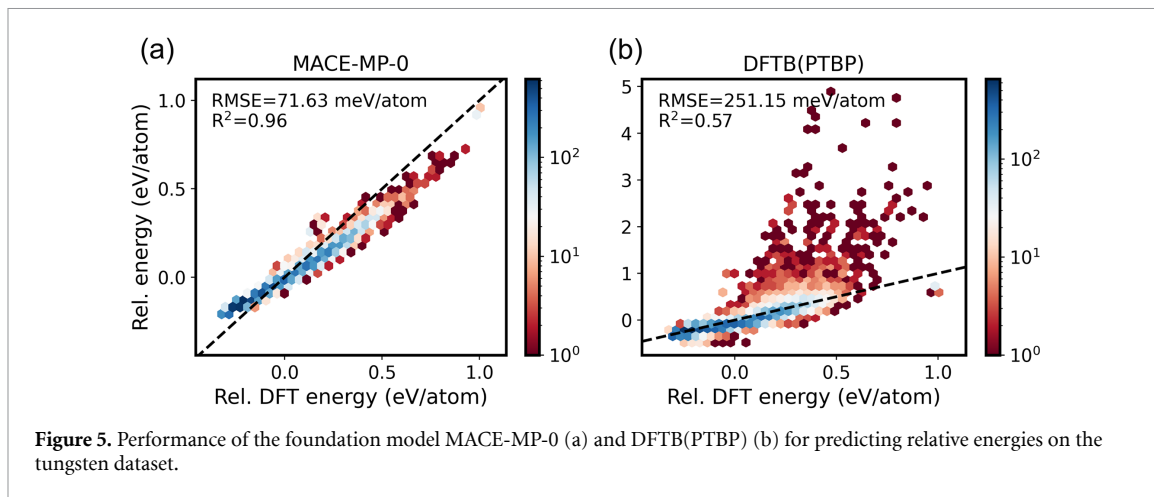 (a)
MACE-MP-0
RMSE=71.63 meV/atom
R²=0.96
1.0
0.5
0.0
Rel. energy (eV/atom)
0.0 0.5 1.0
Rel. DFT energy (eV/atom)
10²
10¹
10⁰
(b)
DFTB(PTBP)
RMSE=251.15 meV/atom
R²=0.57
5
4
3
2
1
0
0.0 0.5 1.0
Rel. DFT energy (eV/atom)
10²
10¹
10⁰
Figure 5. Performance of the foundation model MACE-MP-0 (a) and DFTB(PTBP) (b) for predicting relative energies on the
tungsten dataset.